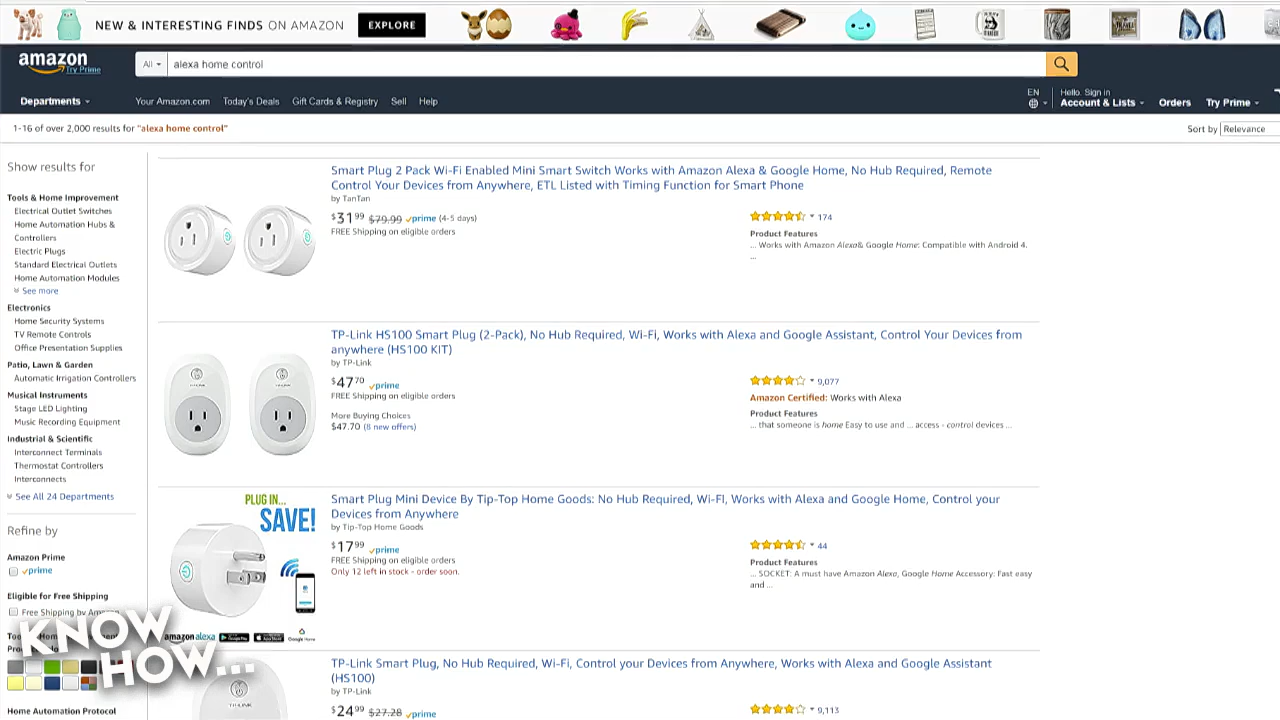 NEW & INTERESTING FINDS ON AMAZON EXPLORE
amazon
Try Prime
All
alexa home control
Departments
Your Amazon.com Today's Deals Gift Cards & Registry Sell Help
EN
Hello. Sign in
Account & Lists
Orders
Try Prime
1-16 of over 2,000 results for "alexa home control"
Sort by Relevance
Show results for
Tools & Home Improvement
Electrical Outlet Switches
Home Automation Hubs &
Controllers
Electric Plugs
Standard Electrical Outlets
Home Automation Modules
See more
Electronics
Home Security Systems
TV Remote Controls
Office Presentation Supplies
Patio, Lawn & Garden
Automatic Irrigation Controllers
Musical Instruments
Stage LED Lighting
Music Recording Equipment
Industrial & Scientific
Interconnect Terminals
Thermostat Controllers
Interconnects
See All 24 Departments
Refine by
Amazon Prime
prime
Eligible for Free Shipping
Free Shipping by
Home Automation Protocol
Smart Plug 2 Pack Wi-Fi Enabled Mini Smart Switch Works with Amazon Alexa & Google Home, No Hub Required, Remote
Control Your Devices from Anywhere, ETL Listed with Timing Function for Smart Phone
by TanTan
$31 99 $79.99 prime (4-5 days)
FREE Shipping on eligible orders
174
Product Features
... Works with Amazon Alexa& Google Home: Compatible with Android 4.
...
TP-Link HS100 Smart Plug (2-Pack), No Hub Required, Wi-Fi, Works with Alexa and Google Assistant, Control Your Devices from
anywhere (HS100 KIT)
by TP-Link
$47 70 prime
FREE Shipping on eligible orders
More Buying Choices
$47.70 (8 new offers)
9,077
Amazon Certified: Works with Alexa
Product Features
... that someone is home Easy to use and ... access - control devices ...
PLUG IN...
SAVE!
amazon alexa
Smart Plug Mini Device By Tip-Top Home Goods: No Hub Required, Wi-FI, Works with Alexa and Google Home, Control your
Devices from Anywhere
by Tip-Top Home Goods
$17 99 prime
FREE Shipping on eligible orders
Only 12 left in stock - order soon.
44
Product Features
... SOCKET: A must have Amazon Alexa, Google Home Accessory: Fast easy
and ...
TP-Link Smart Plug, No Hub Required, Wi-Fi, Control your Devices from Anywhere, Works with Alexa and Google Assistant
(HS100)
by TP-Link
$24 99 $27.28 prime
9,113
KNOW
HOW...